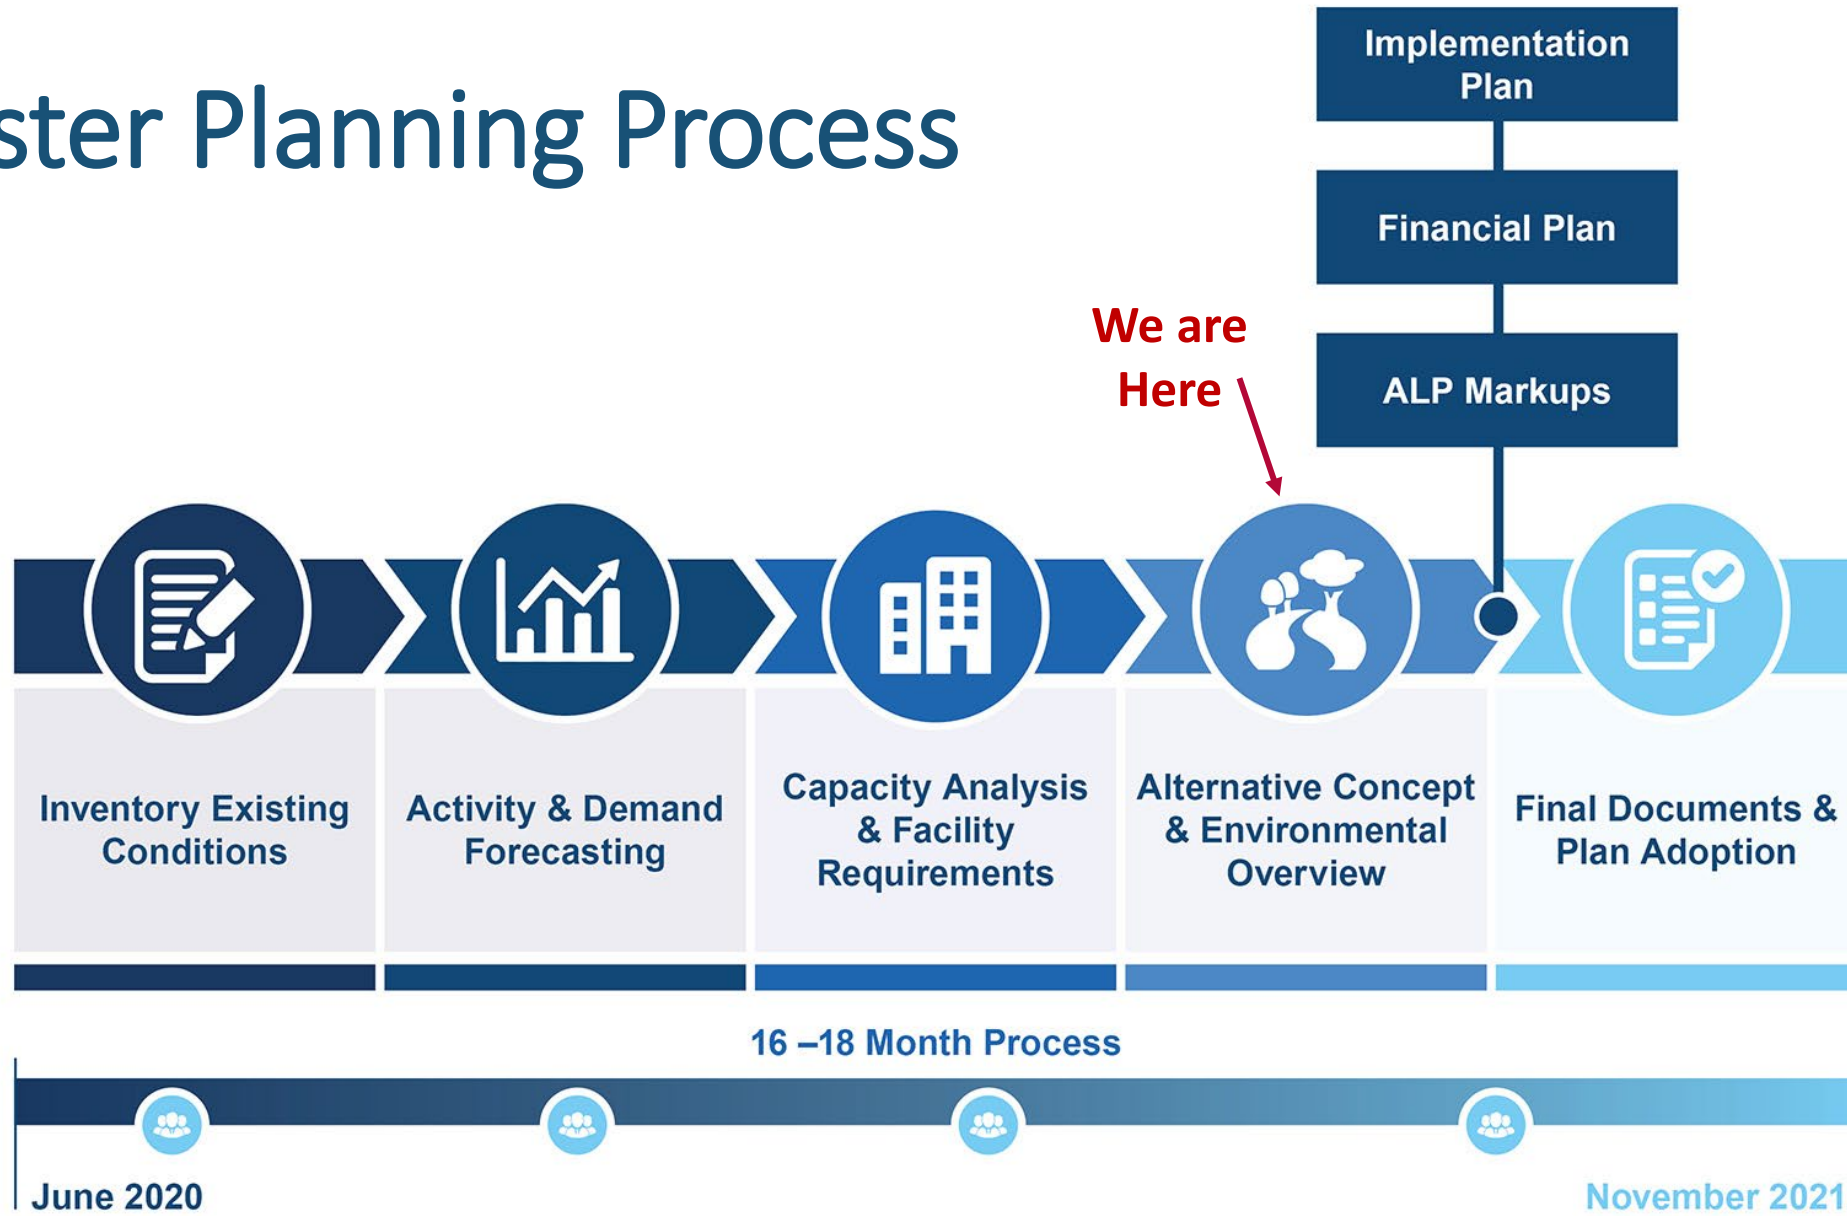 ster Planning Process
Implementation
Plan
Financial Plan
ALP Markups
We are
Here
Inventory Existing
Conditions
Activity & Demand
Forecasting
Capacity Analysis
& Facility
Requirements
Alternative Concept
& Environmental
Overview
Final Documents &
Plan Adoption
16 –18 Month Process
June 2020
November 2021